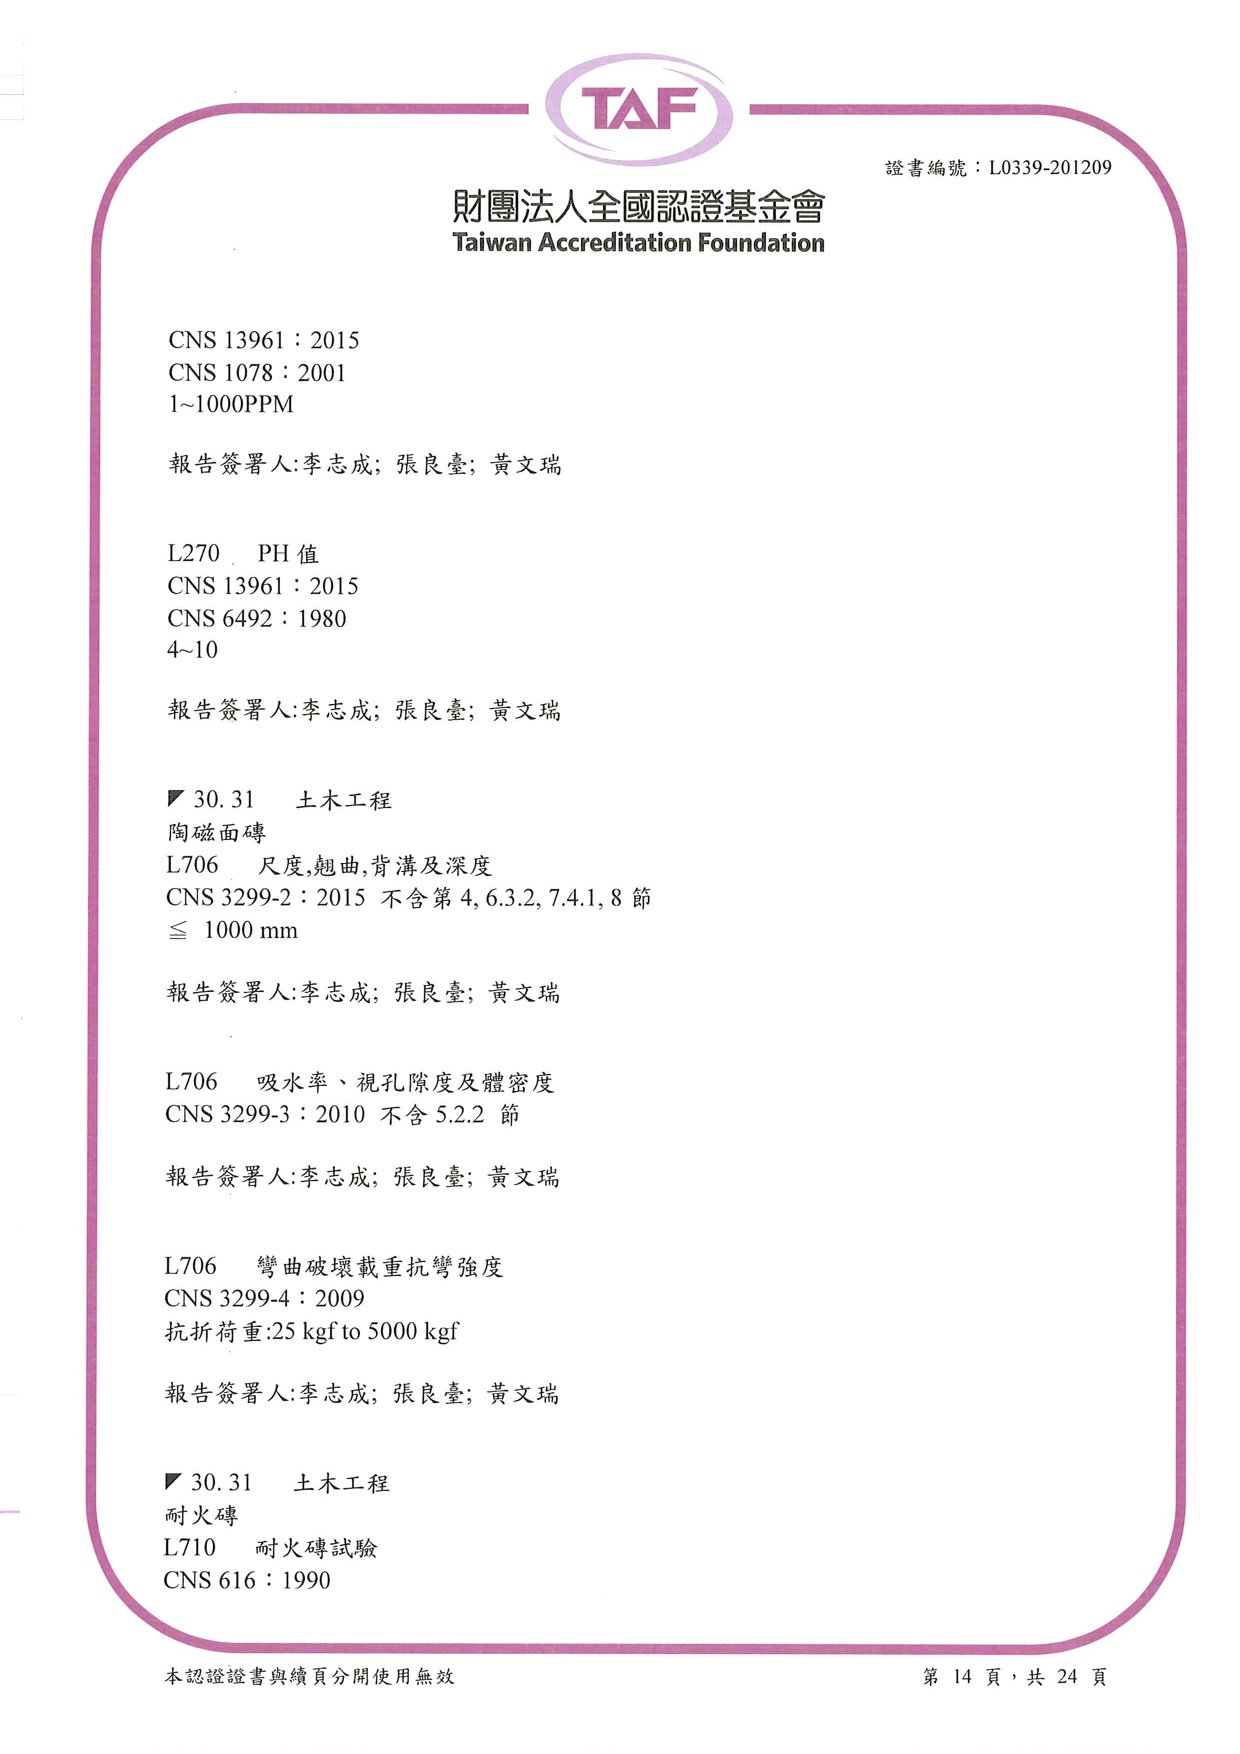 TAF
證書編號：L0339-201209
財團法人全國認證基金會
Taiwan Accreditation Foundation
CNS 13961：2015
CNS 1078：2001
1~1000PPM
報告簽署人:李志成; 張良臺; 黃文瑞
L270 PH 值
CNS 13961：2015
CNS 6492：1980
4~10
報告簽署人:李志成; 張良臺; 黃文瑞
◤ 30.31 土木工程
陶磁面磚
L706 尺度,翹曲,背溝及深度
CNS 3299-2：2015 不含第 4, 6.3.2, 7.4.1, 8 節
≦ 1000 mm
報告簽署人:李志成; 張良臺; 黃文瑞
L706 吸水率、視孔隙度及體密度
CNS 3299-3：2010 不含 5.2.2 節
報告簽署人:李志成; 張良臺; 黃文瑞
L706 彎曲破壞載重抗彎強度
CNS 3299-4：2009
抗折荷重:25 kgf to 5000 kgf
報告簽署人:李志成; 張良臺; 黃文瑞
◤ 30.31 土木工程
耐火磚
L710 耐火磚試驗
CNS 616：1990
本認證證書與續頁分開使用無效
第 14 頁，共 24 頁